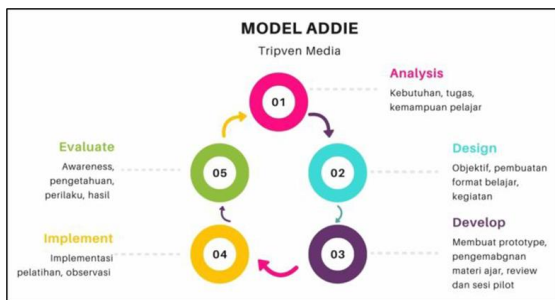 MODEL ADDIE
Tripven Media
01
Analysis
Kebutuhan, tugas,
kemampuan pelajar
02
Design
Objektif, pembuatan
format belajar,
kegiatan
03
Develop
Membuat prototype,
pengemabgnan
materi ajar, review
dan sesi pilot
04
Implement
Implementasi
pelatihan, observasi
05
Evaluate
Awareness,
pengetahuan,
perilaku, hasil